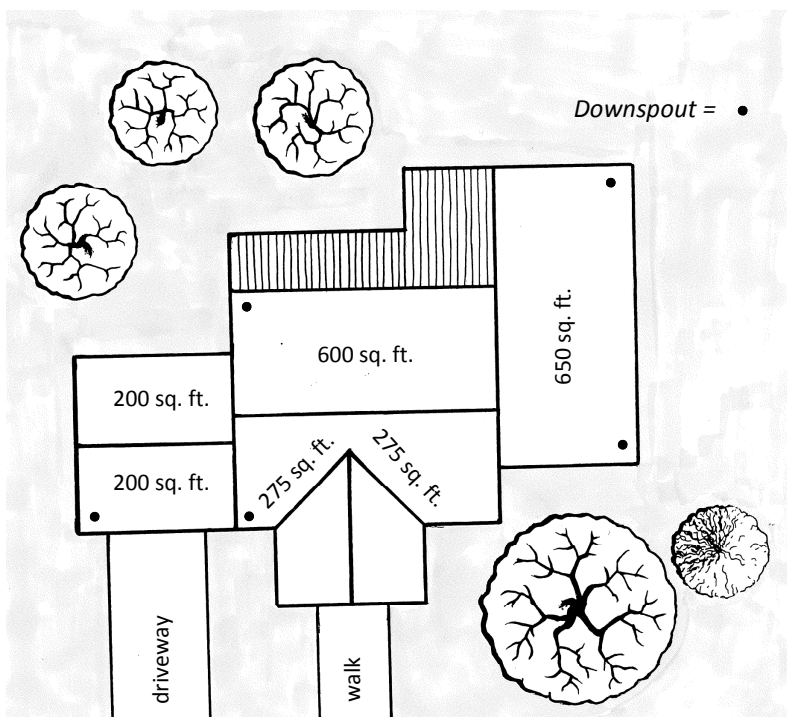 Downspout =
600 sq. ft.
650 sq. ft.
200 sq. ft.
275 sq. ft.
275 sq. ft.
200 sq. ft.
driveway
walk